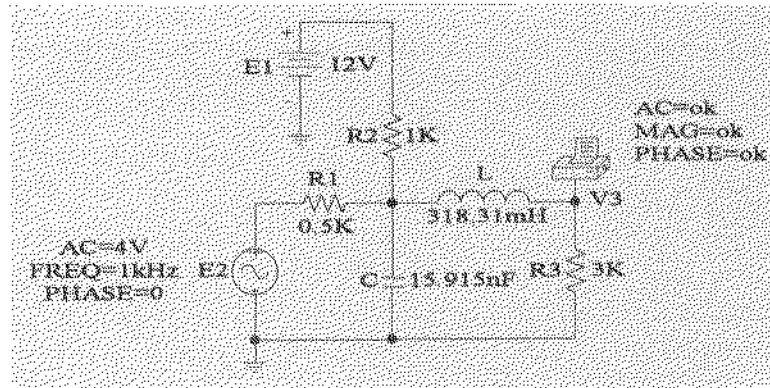 +
E1
12V
R2
1K
AC=ok
MAG=ok
PHASE=ok
R1
0.5K
L
318.31mH
V3
AC=4V
FREQ=1kHz
PHASE=0
E2
C
15.915nF
R3
3K